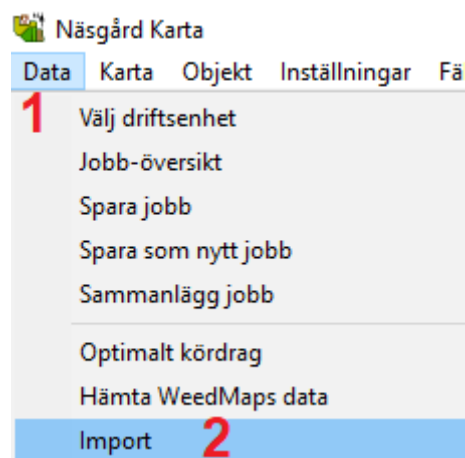 Näsgård Karta
Data Karta Objekt Inställningar Fä
1 Välj driftsenhet
Jobb-översikt
Spara jobb
Spara som nytt jobb
Sammanlägg jobb
Optimalt kördrag
Hämta WeedMaps data
Import 2